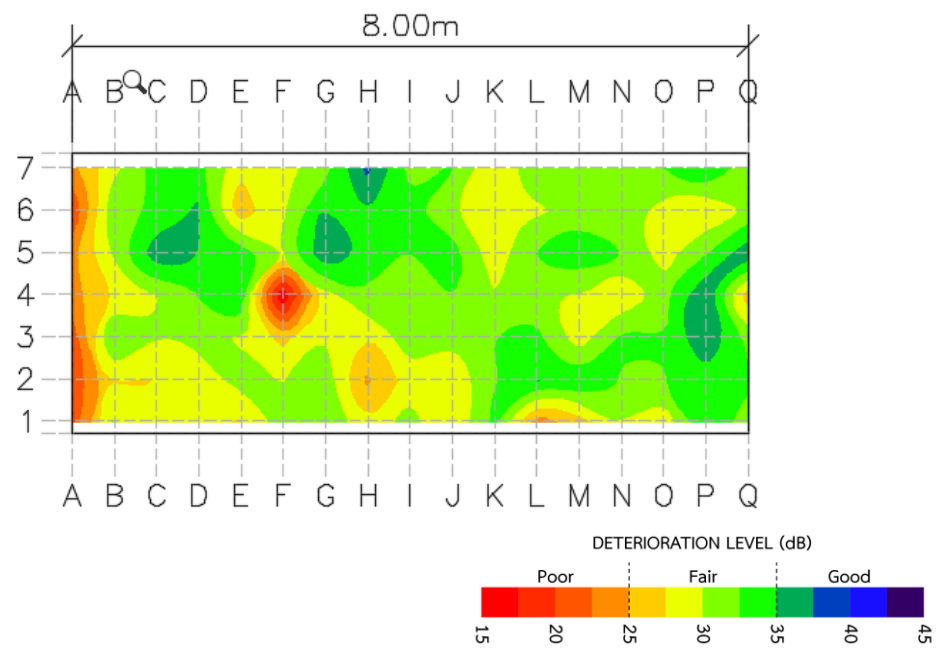 8.00m
A B C D E F G H I J K L M N O P Q
7
6
5
4
3
2
1
A B C D E F G H I J K L M N O P Q
DETERIORATION LEVEL (dB)
Poor Fair Good
15 20 25 30 35 40 45